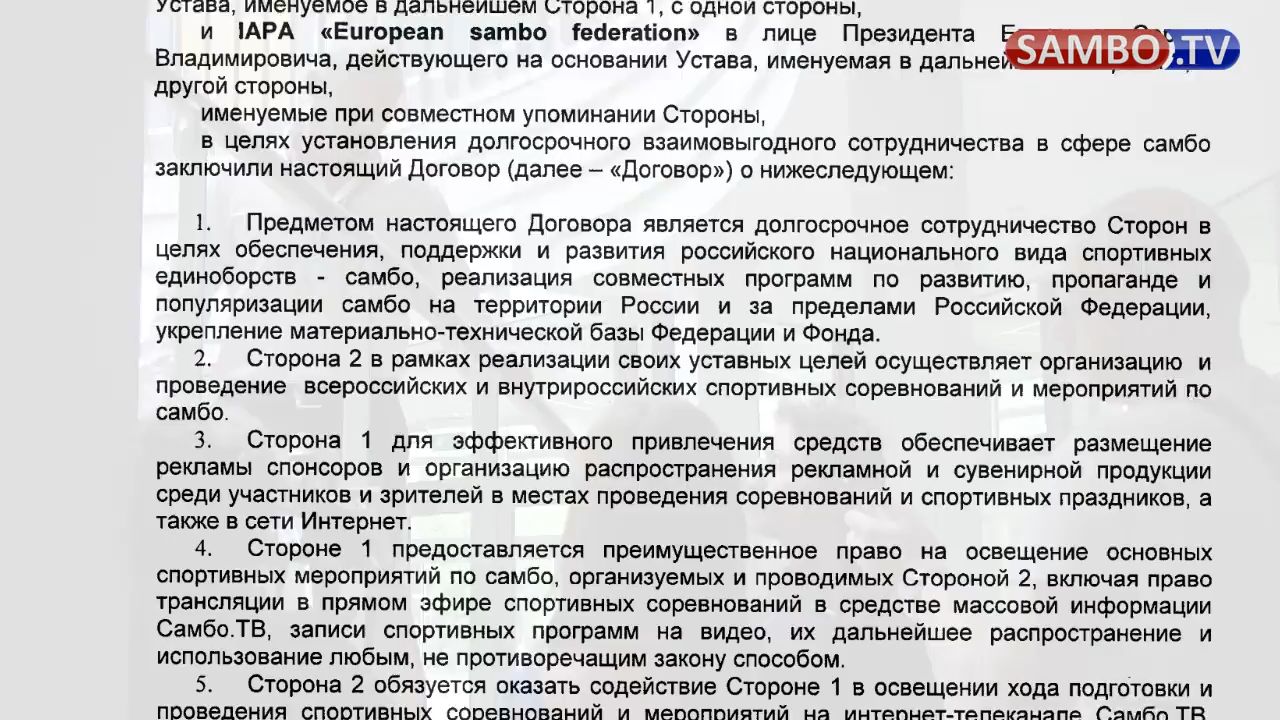 Устава, именуемое в дальнейшем Сторона 1, с одной стороны,
и IAPA «European sambo federation» в лице Президента
SAMBO.TV
Владимировича, действующего на основании Устава, именуемая в
другой стороны,
именуемые при совместном упоминании Стороны,
в целях установления долгосрочного взаимовыгодного сотрудничества в сфере самбо
заключили настоящий Договор (далее – «Договор») о нижеследующем:
1. Предметом настоящего Договора является долгосрочное сотрудничество Сторон в
целях обеспечения, поддержки и развития российского национального вида спортивных
единоборств - самбо, реализация совместных программ по развитию, пропаганде и
популяризации самбо на территории России и за пределами Российской Федерации,
укрепление материально-технической базы Федерации и Фонда.
2. Сторона 2 в рамках реализации своих уставных целей осуществляет организацию и
проведение всероссийских и внутрироссийских спортивных соревнований и мероприятий по
самбо.
3. Сторона 1 для эффективного привлечения средств обеспечивает размещение
рекламы спонсоров и организацию распространения рекламной и сувенирной продукции
среди участников и зрителей в местах проведения соревнований и спортивных праздников, а
также в сети Интернет.
4. Стороне 1 предоставляется преимущественное право на освещение основных
спортивных мероприятий по самбо, организуемых и проводимых Стороной 2, включая право
трансляции в прямом эфире спортивных соревнований в средстве массовой информации
Самбо.ТВ, записи спортивных программ на видео, их дальнейшее распространение и
использование любым, не противоречащим закону способом.
5. Сторона 2 обязуется оказать содействие Стороне 1 в освещении хода подготовки и
проведения спортивных соревнований и мероприятий на интернет-телеканале Самбо.ТВ,